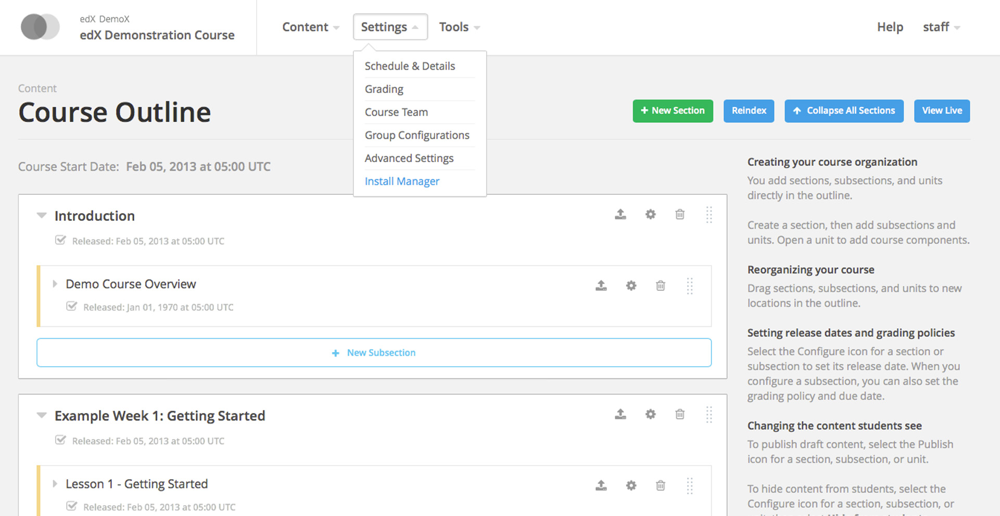 edX DemoX
edX Demonstration Course
Content
Settings
Tools
Help
staff
Schedule & Details
Grading
Course Team
Group Configurations
Advanced Settings
Install Manager
Content
Course Outline
+ New Section
Reindex
Collapse All Sections
View Live
Course Start Date: Feb 05, 2013 at 05:00 UTC
Introduction
Released: Feb 05, 2013 at 05:00 UTC
Demo Course Overview
Released: Jan 01, 1970 at 05:00 UTC
+ New Subsection
Example Week 1: Getting Started
Released: Feb 05, 2013 at 05:00 UTC
Lesson 1 - Getting Started
Released: Feb 05, 2013 at 05:00 UTC
Creating your course organization
You add sections, subsections, and units
directly in the outline.
Create a section, then add subsections and
units. Open a unit to add course components.
Reorganizing your course
Drag sections, subsections, and units to new
locations in the outline.
Setting release dates and grading policies
Select the Configure icon for a section or
subsection to set its release date. When you
configure a subsection, you can also set the
grading policy and due date.
Changing the content students see
To publish draft content, select the Publish
icon for a section, subsection, or unit.
To hide content from students, select the
Configure icon for a section, subsection, or